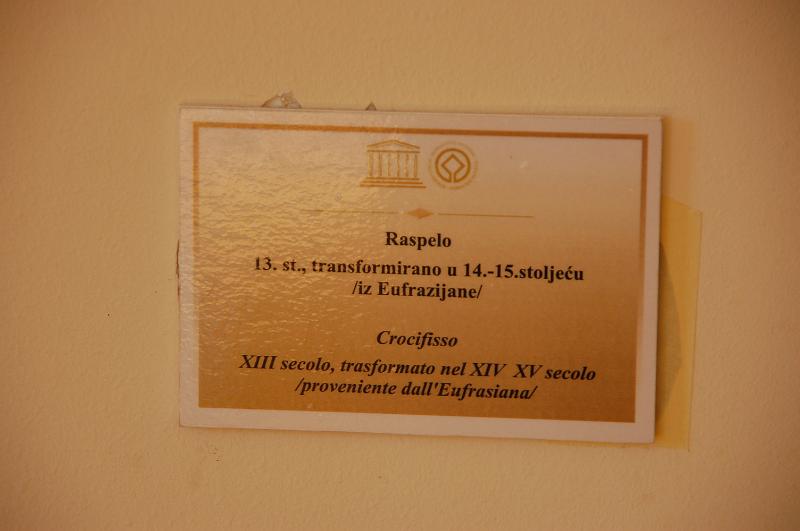 Raspelo
13. st., transformirano u 14.-15.stoljeću
/iz Eufrazijane/
Crocifisso
XIII secolo, trasformato nel XIV XV secolo
/proveniente dall'Eufrasiana/